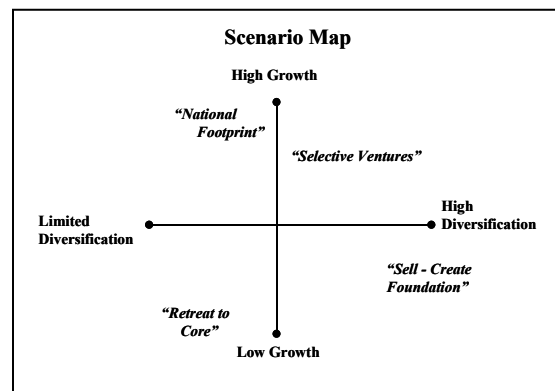 Scenario Map
High Growth
“National
Footprint”
“Selective Ventures”
Limited
Diversification
High
Diversification
“Sell - Create
Foundation”
“Retreat to
Core”
Low Growth